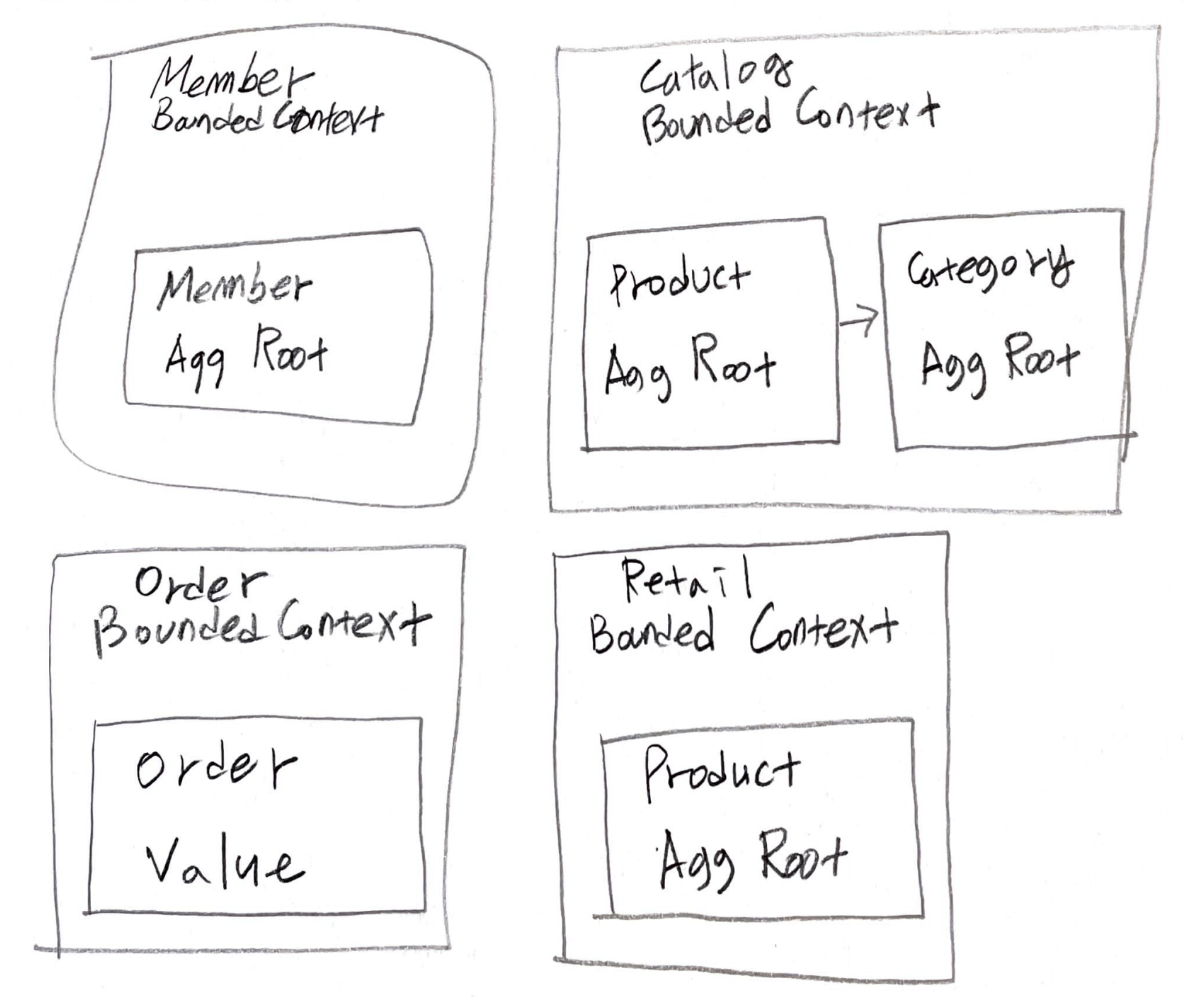 Member
Bounded Context
Member
Agg Root
Catalog
Bounded Context
Product
Agg Root
Category
Agg Root
Order
Bounded Context
Order
Value
Retail
Bounded Context
Product
Agg Root